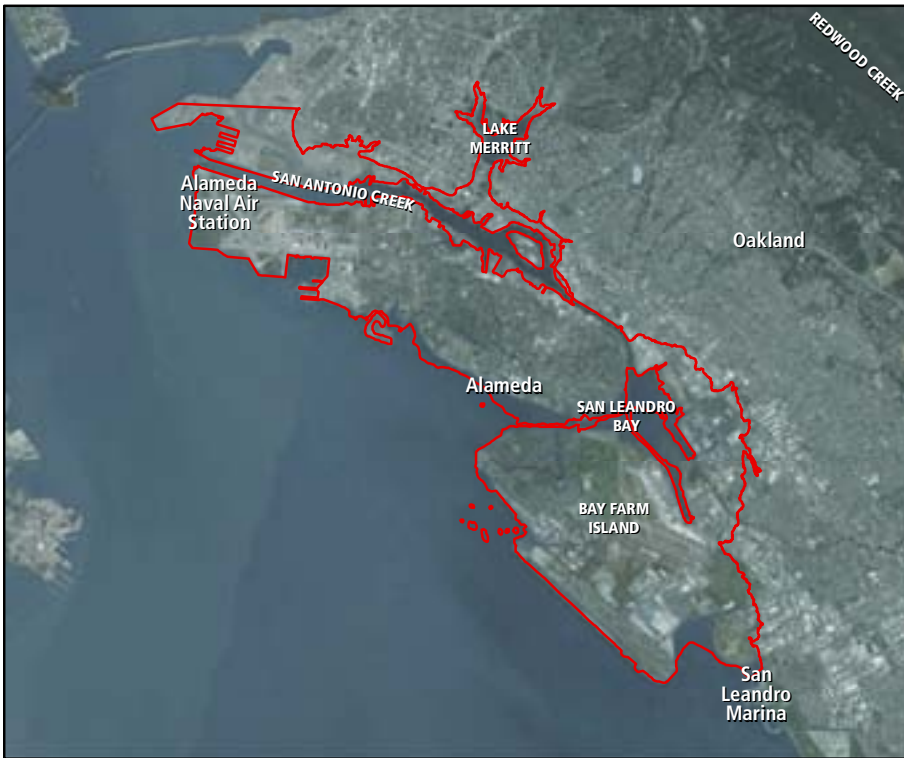 REDWOOD CREEK
LAKE
MERRITT
SAN ANTONIO CREEK
Alameda
Naval Air
Station
Oakland
Alameda
SAN LEANDRO
BAY
BAY FARM
ISLAND
San
Leandro
Marina